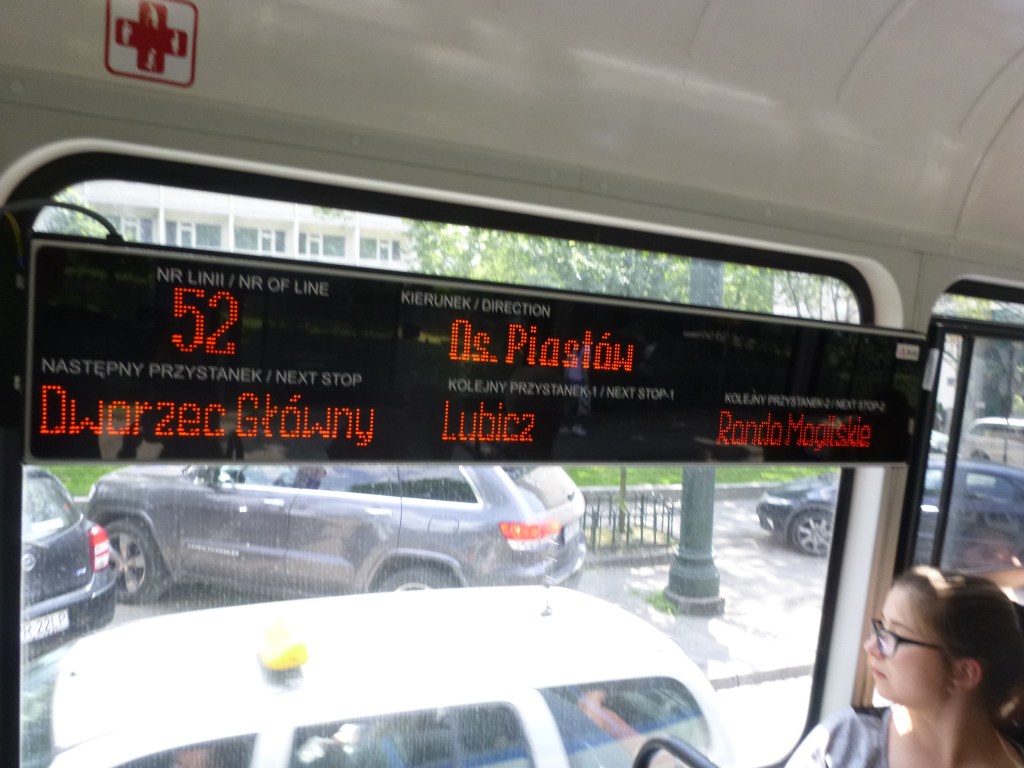 NR LINII / NR OF LINE
52
KIERUNEK / DIRECTION
Os. Piastów
NASTĘPNY PRZYSTANEK / NEXT STOP
Dworzec Główny
KOLEJNY PRZYSTANEK-1 / NEXT STOP-1
Lubicz
KOLEJNY PRZYSTANEK-2 / NEXT STOP-2
Rondo Mogilskie